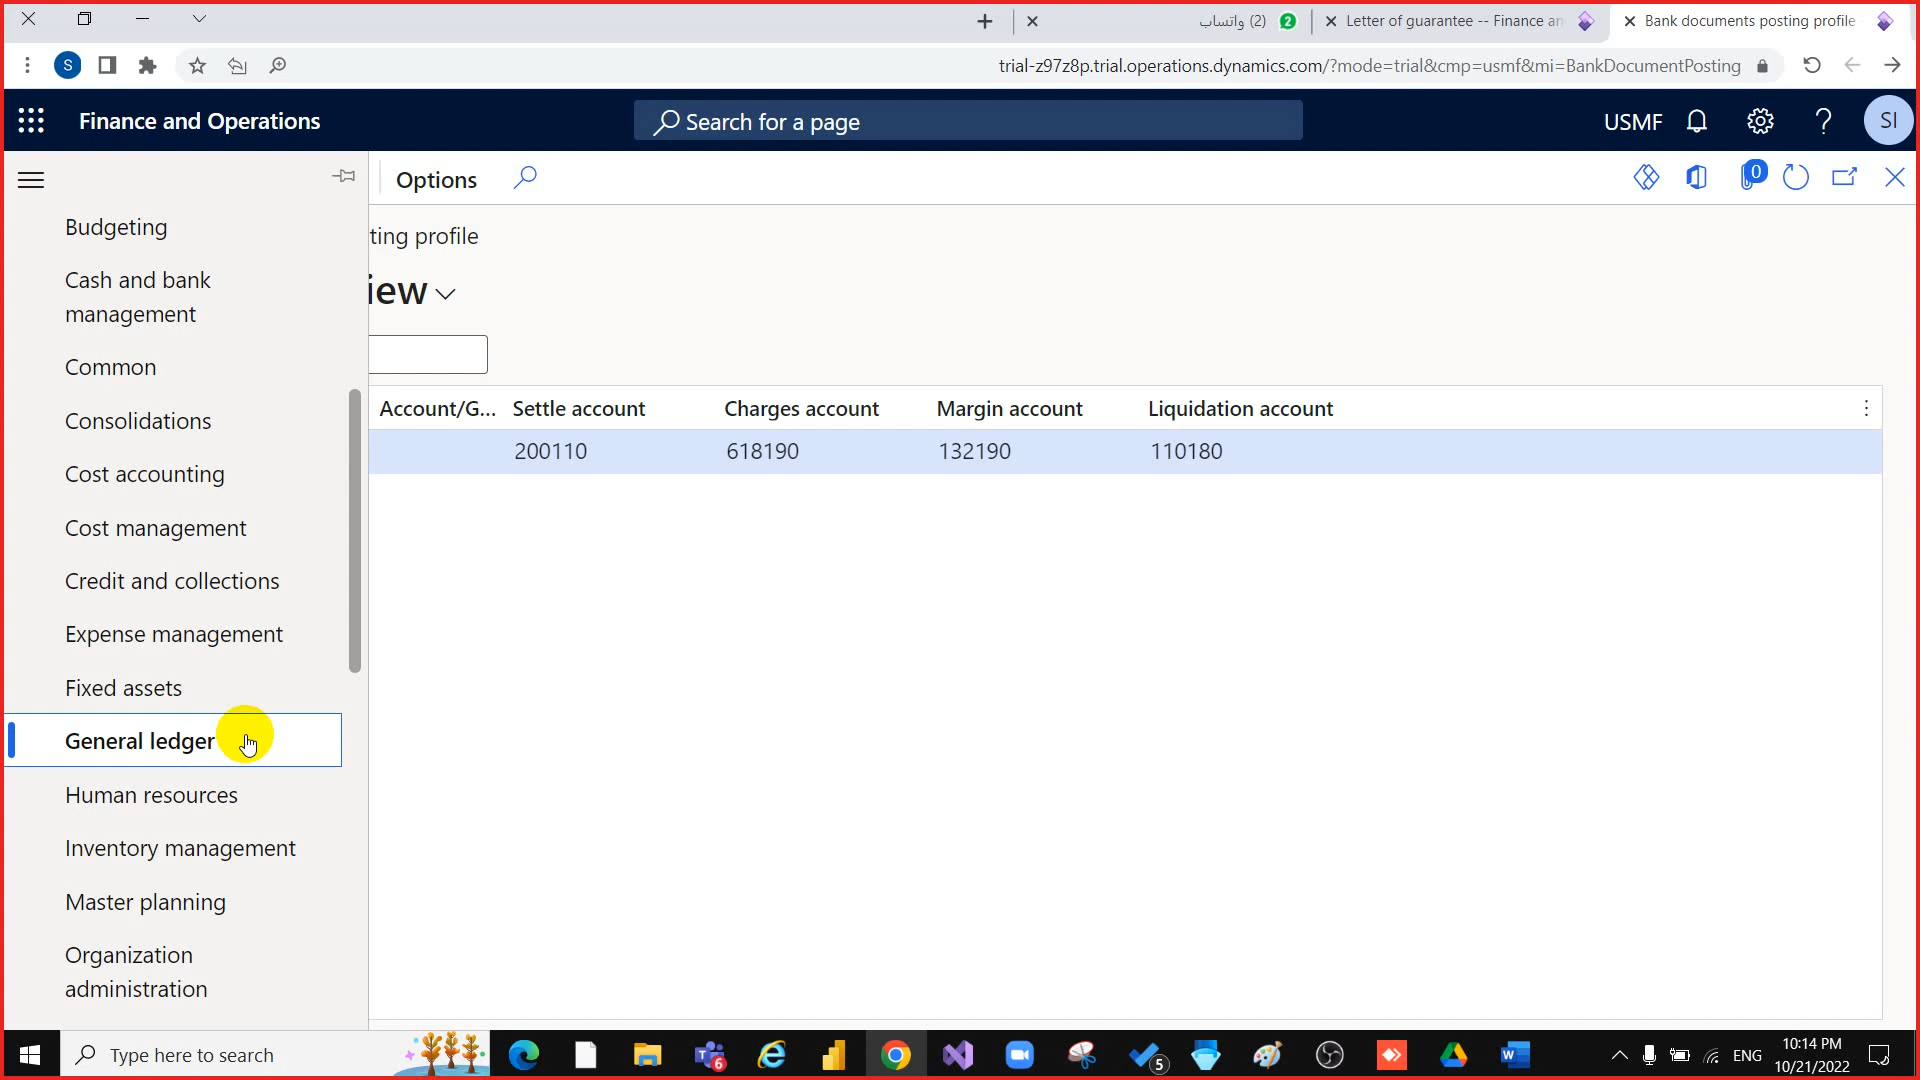 (2) واتساب
2
Letter of guarantee -- Finance an
Bank documents posting profile
S
trial-z97z8p.trial.operations.dynamics.com/?mode=trial&cmp=usmf&mi=BankDocumentPosting
Finance and Operations
Search for a page
USMF
SI
Options
0
Budgeting
Cash and bank
management
Common
Consolidations
Cost accounting
Cost management
Credit and collections
Expense management
Fixed assets
General ledger
Human resources
Inventory management
Master planning
Organization
administration
ting profile
iew
Account/G... Settle account Charges account Margin account Liquidation account
200110 618190 132190 110180
Type here to search
6
5
ENG
10:14 PM
10/21/2022